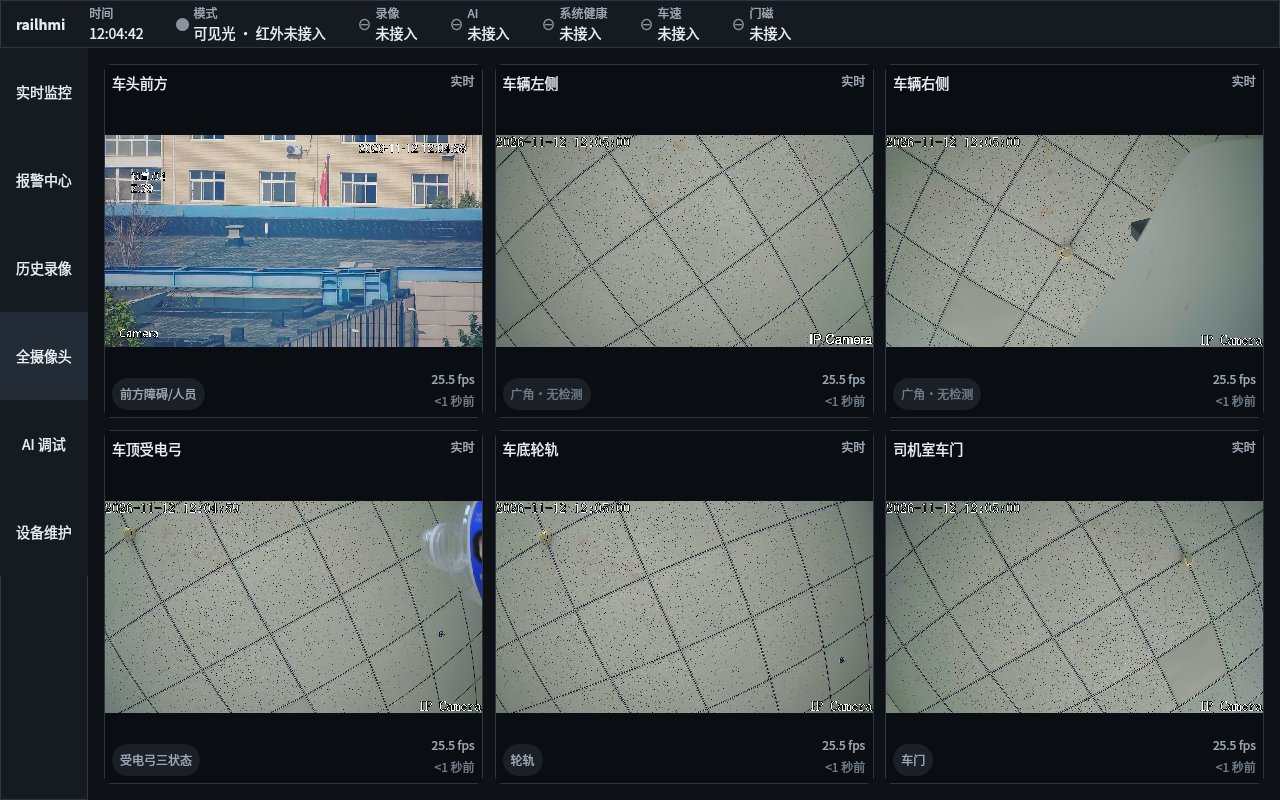 railhmi
时间
12:04:42
模式
可见光 · 红外未接入
录像
未接入
AI
未接入
系统健康
未接入
车速
未接入
门磁
未接入
实时监控
报警中心
历史录像
全摄像头
AI 调试
设备维护
车头前方
实时
Camera
前方障碍/人员
25.5 fps
<1 秒前
车辆左侧
实时
2026-11-12 12:05:00
IP Camera
广角·无检测
25.5 fps
<1 秒前
车辆右侧
实时
2026-11-12 12:05:00
IP Camera
广角·无检测
25.5 fps
<1 秒前
车顶受电弓
实时
IP Camera
受电弓三状态
25.5 fps
<1 秒前
车底轮轨
实时
2026-11-12 12:05:00
IP Camera
轮轨
25.5 fps
<1 秒前
司机室车门
实时
2026-11-12 12:05:00
IP Camera
车门
25.5 fps
<1 秒前